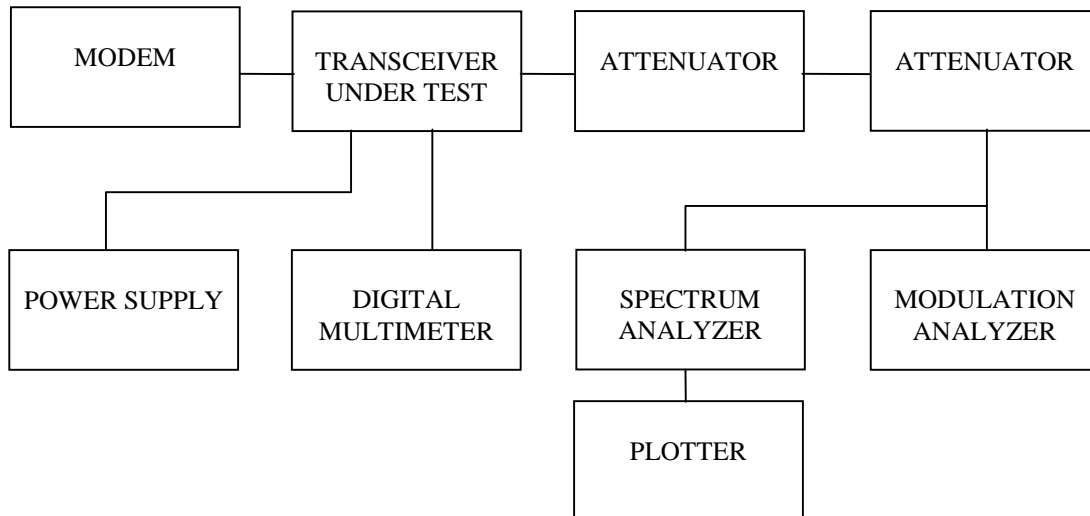 MODEM
TRANSCEIVER
UNDER TEST
ATTENUATOR
ATTENUATOR
POWER SUPPLY
DIGITAL
MULTIMETER
SPECTRUM
ANALYZER
MODULATION
ANALYZER
PLOTTER